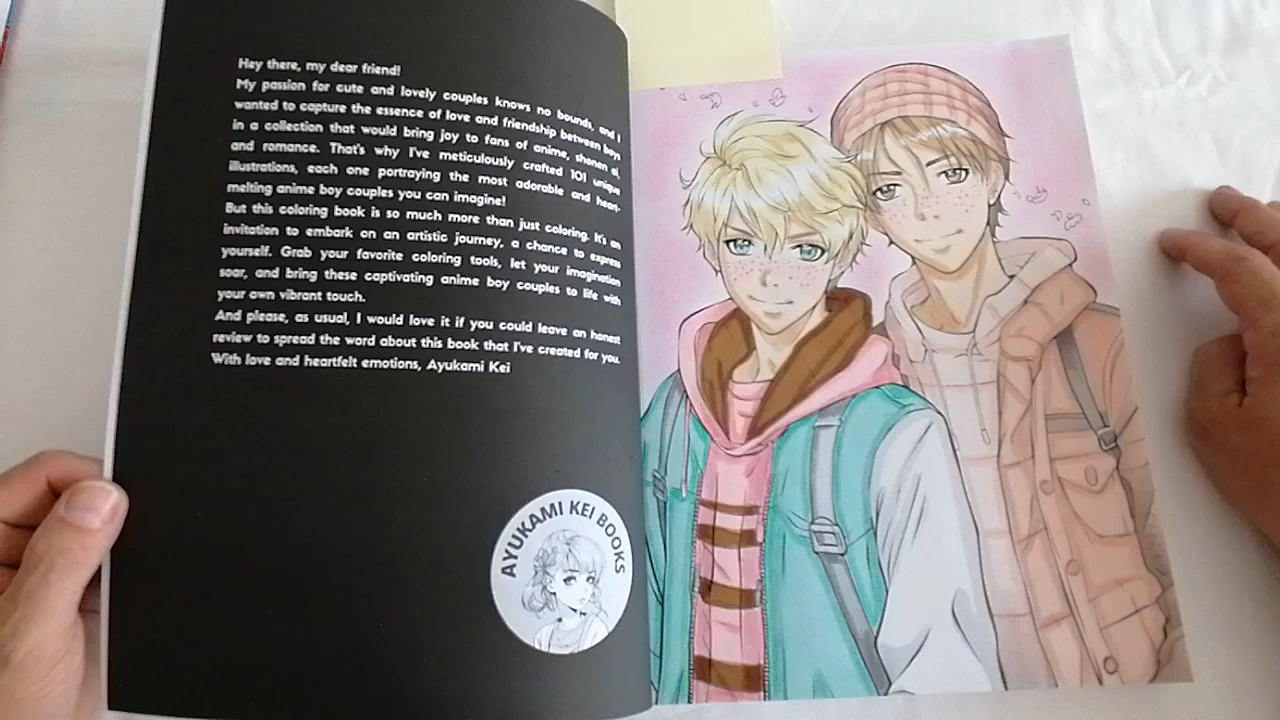 Hey there, my dear friend!
My passion for cute and lovely couples knows no bounds, and I
wanted to capture the essence of love and friendship between boys
in a collection that would bring joy to fans of anime, shonen ai,
and romance. That's why I've meticulously crafted 101 unique
illustrations, each one portraying the most adorable and heart-
melting anime boy couples you can imagine!
But this coloring book is so much more than just coloring. It's an
invitation to embark on an artistic journey, a chance to express
yourself. Grab your favorite coloring tools, let your imagination
soar, and bring these captivating anime boy couples to life with
your own vibrant touch.
And please, as usual, I would love it if you could leave an honest
review to spread the word about this book that I've created for you.
With love and heartfelt emotions, Ayukami Kei
AYUKAMI KEI BOOKS